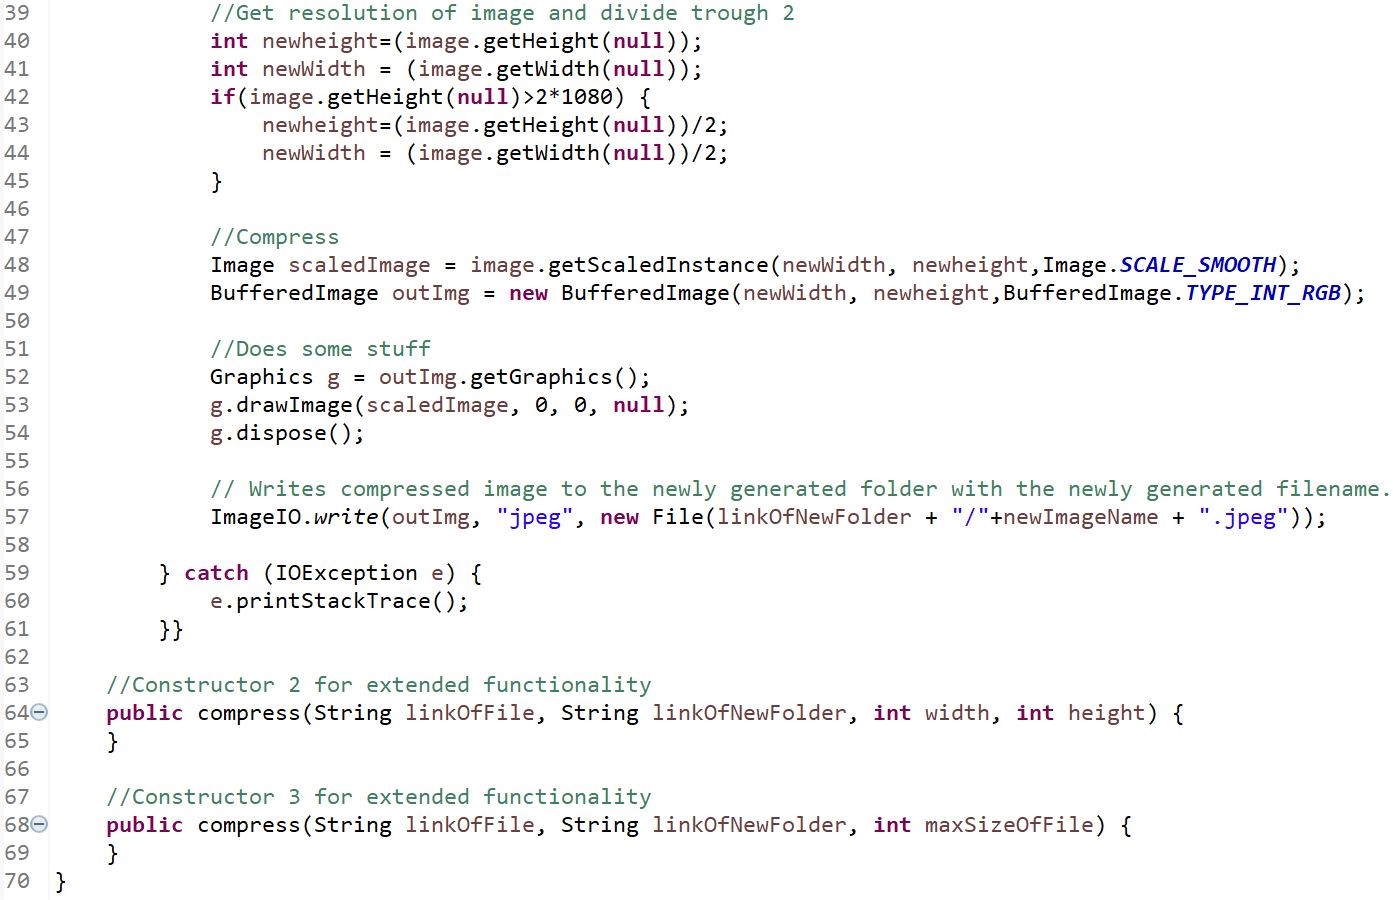 39 //Get resolution of image and divide trough 2
40 int newheight=(image.getHeight(null));
41 int newWidth = (image.getWidth(null));
42 if(image.getHeight(null)>2*1080) {
43 newheight=(image.getHeight(null))/2;
44 newWidth = (image.getWidth(null))/2;
45 }
46
47 //Compress
48 Image scaledImage = image.getScaledInstance(newWidth, newheight,Image.SCALE_SMOOTH);
49 BufferedImage outImg = new BufferedImage(newWidth, newheight,BufferedImage.TYPE_INT_RGB);
50
51 //Does some stuff
52 Graphics g = outImg.getGraphics();
53 g.drawImage(scaledImage, 0, 0, null);
54 g.dispose();
55
56 // Writes compressed image to the newly generated folder with the newly generated filename.
57 ImageIO.write(outImg, "jpeg", new File(linkOfNewFolder + "/"+newImageName + ".jpeg"));
58
59 } catch (IOException e) {
60 e.printStackTrace();
61 }}
62
63 //Constructor 2 for extended functionality
64 public compress(String linkOfFile, String linkOfNewFolder, int width, int height) {
65 }
66
67 //Constructor 3 for extended functionality
68 public compress(String linkOfFile, String linkOfNewFolder, int maxSizeOfFile) {
69 }
70 }